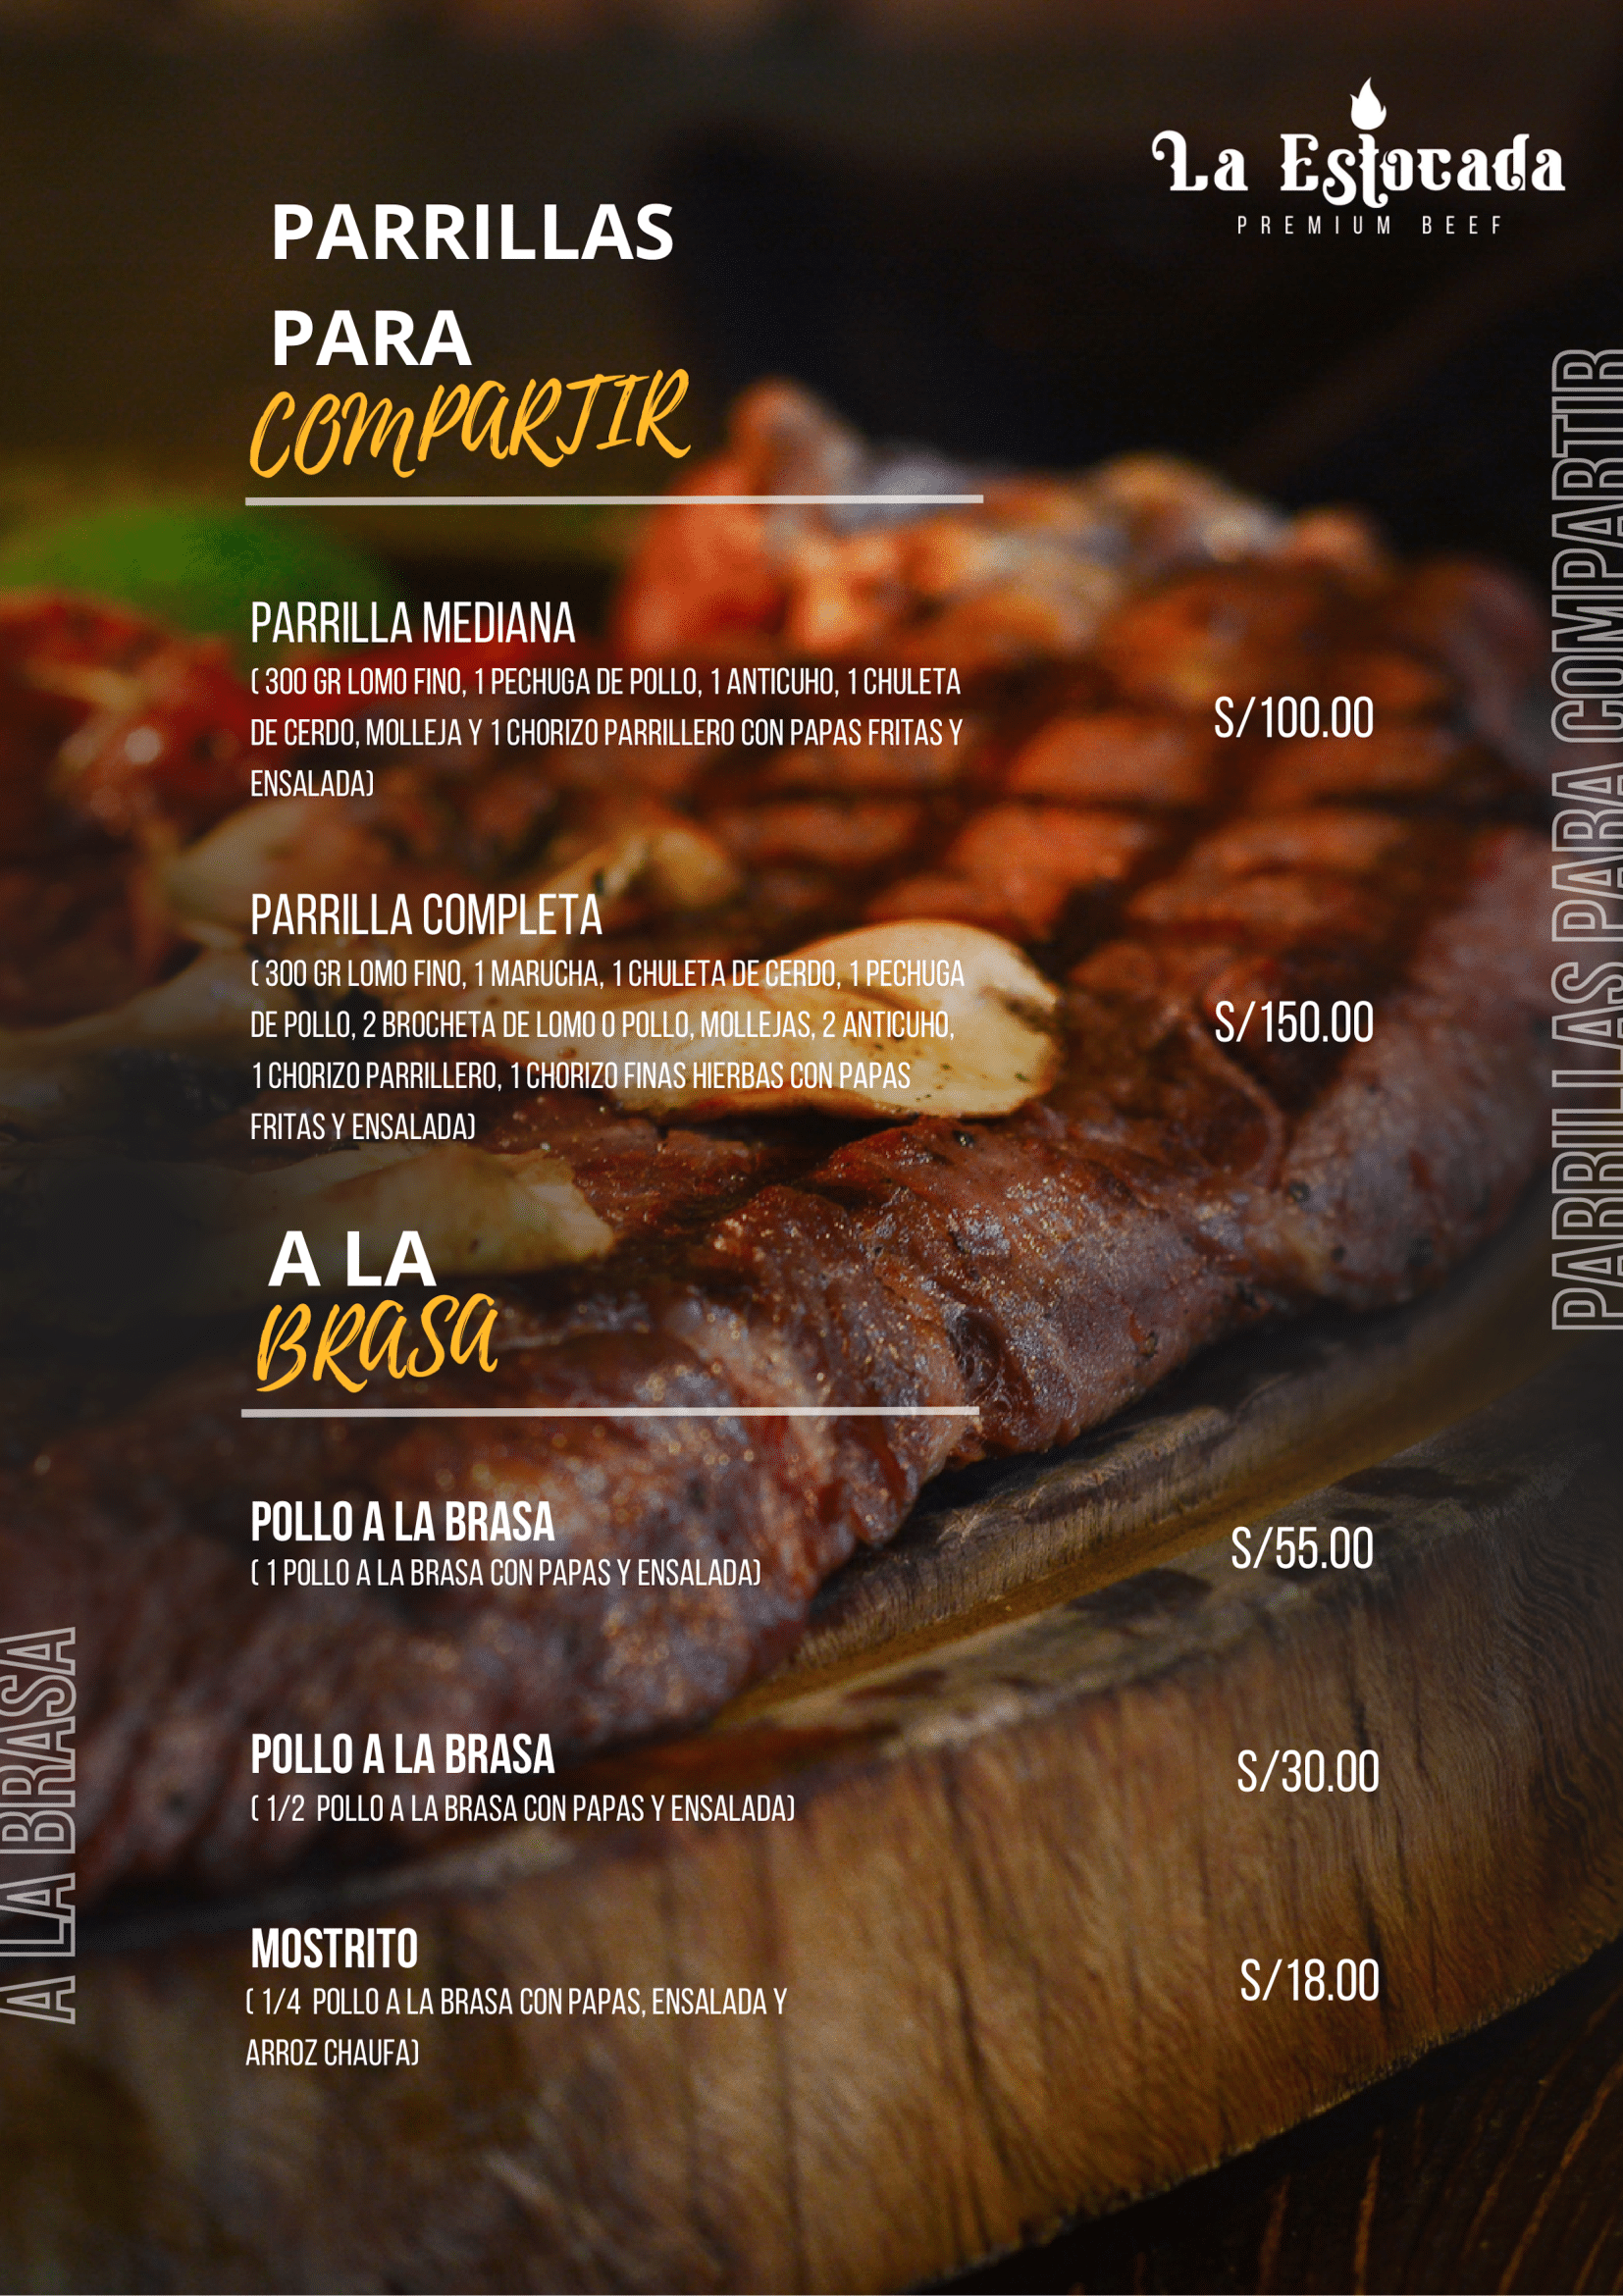 La Estocada
PREMIUM BEEF
PARRILLAS
PARA
COMPARTIR
PARRILLA MEDIANA
( 300 GR LOMO FINO, 1 PECHUGA DE POLLO, 1 ANTICUHO, 1 CHULETA
DE CERDO, MOLLEJA Y 1 CHORIZO PARRILLERO CON PAPAS FRITAS Y
ENSALADA)
S/100.00
PARRILLA COMPLETA
( 300 GR LOMO FINO, 1 MARUCHA, 1 CHULETA DE CERDO, 1 PECHUGA
DE POLLO, 2 BROCHETA DE LOMO O POLLO, MOLLEJAS, 2 ANTICUHO,
1 CHORIZO PARRILLERO, 1 CHORIZO FINAS HIERBAS CON PAPAS
FRITAS Y ENSALADA)
S/150.00
PARRILLAS PARA COMPARTIR
A LA
BRASA
POLLO A LA BRASA
( 1 POLLO A LA BRASA CON PAPAS Y ENSALADA)
S/55.00
POLLO A LA BRASA
( 1/2 POLLO A LA BRASA CON PAPAS Y ENSALADA)
S/30.00
MOSTRITO
( 1/4 POLLO A LA BRASA CON PAPAS, ENSALADA Y
ARROZ CHAUFA)
S/18.00
A LA BRASA